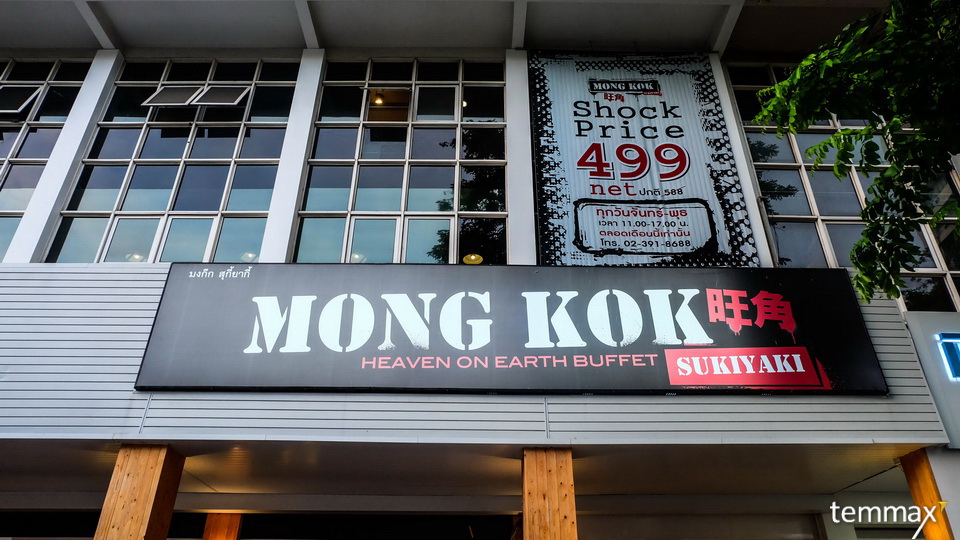 MONG KOK
旺角
Shock
Price
499
net ปกติ 588
ทุกวันจันทร์-พุธ
เวลา 11.00-17.00 น.
ตลอดเดือนนี้เท่านั้น
โทร. 02-391-8688
มงก๊ก สุกี้ยากี้
MONG KOK 旺角
HEAVEN ON EARTH BUFFET SUKIYAKI
temmax